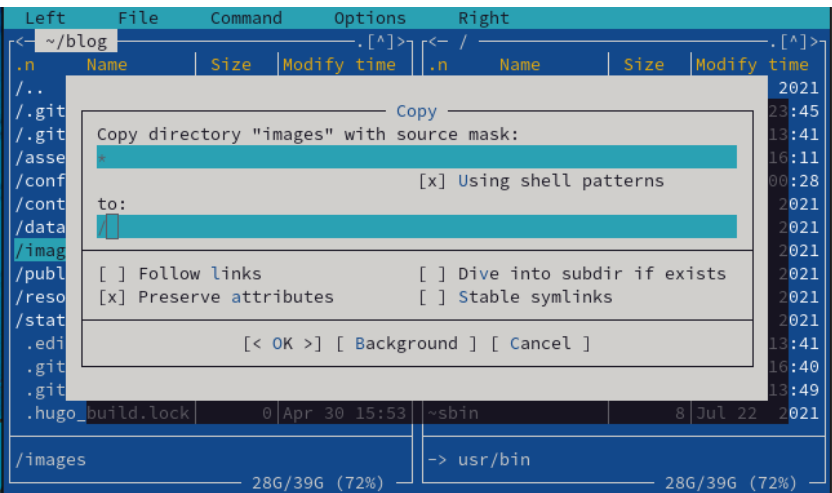 Left File Command Options Right
<─ ~/blog ─.[^]>┐┌<─ / ─.[^]>
.n Name Size Modify time .n Name Size Modify time
/.. 2021
/.git 23:45
Copy
/.git 13:41
Copy directory "images" with source mask:
/asse * 16:11
/conf [x] Using shell patterns 00:28
/cont to: 2021
/data / 2021
/imag 2021
/publ [ ] Follow links [ ] Dive into subdir if exists 2021
/reso [x] Preserve attributes [ ] Stable symlinks 2021
/stat 2021
.edi [< OK >] [ Background ] [ Cancel ] 13:41
.git 16:40
.git 13:49
.hugo_build.lock 0 Apr 30 15:53 ~sbin 8 Jul 22 2021
/images -> usr/bin
28G/39G (72%) 28G/39G (72%)